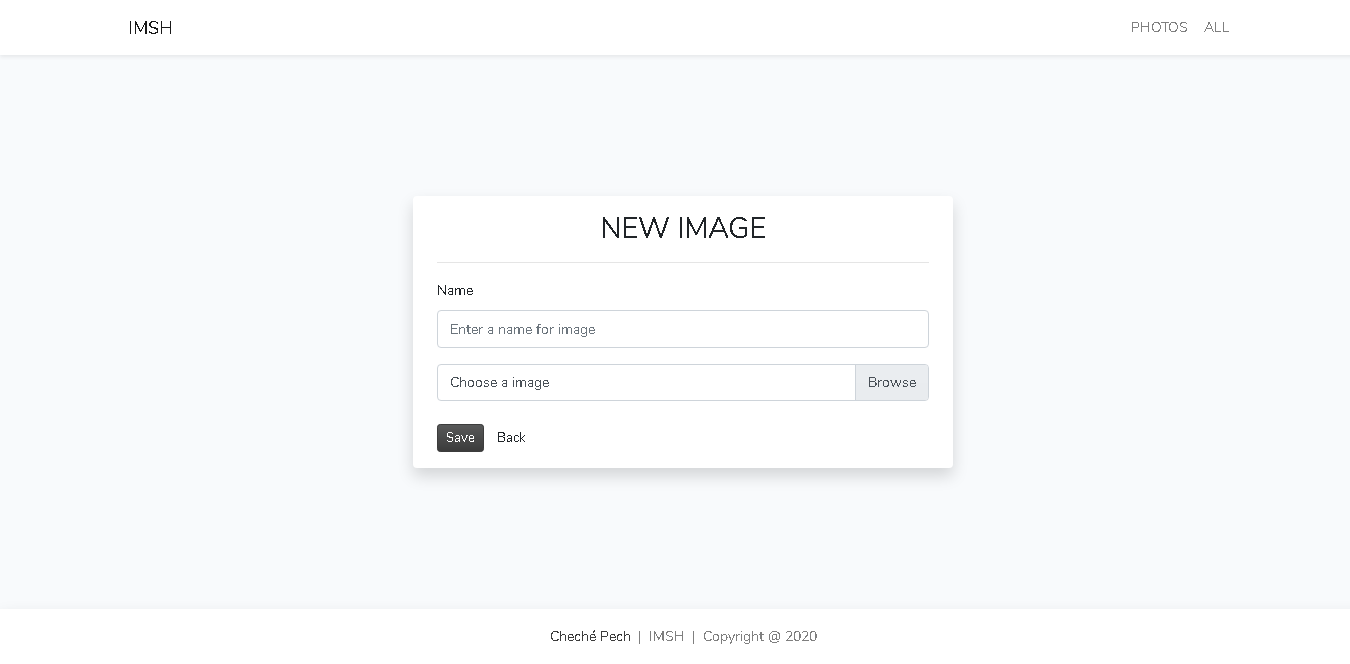 IMSH PHOTOS ALL
NEW IMAGE
Name
Enter a name for image
Choose a image Browse
Save Back
Cheché Pech | IMSH | Copyright @ 2020